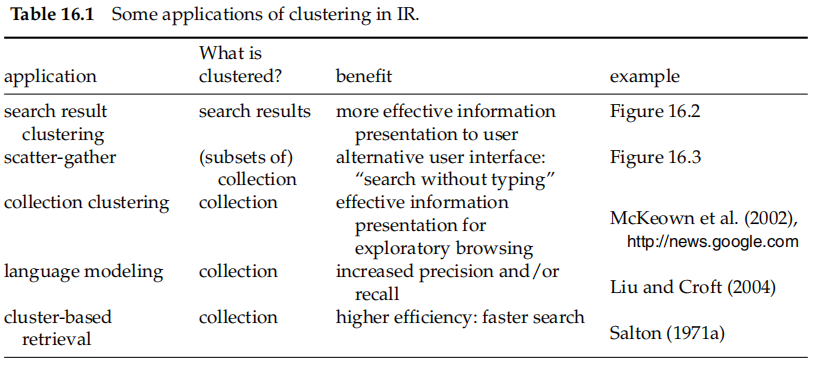 Table 16.1 Some applications of clustering in IR.
What is
application clustered? benefit example
search result search results more effective information Figure 16.2
clustering presentation to user
scatter-gather (subsets of) alternative user interface: Figure 16.3
collection “search without typing”
collection clustering collection effective information
presentation for McKeown et al. (2002),
exploratory browsing http://news.google.com
language modeling collection increased precision and/or
recall Liu and Croft (2004)
cluster-based collection higher efficiency: faster search
retrieval Salton (1971a)